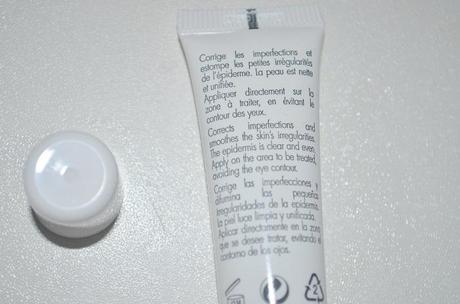 Corrige les imperfections et
estompe les petites irrégularités
de l'épiderme. La peau est nette
et unifiée.
Appliquer directement sur la
zone à traiter, en évitant le
contour des yeux.
Corrects imperfections and
smoothes the skin's irregularities.
The epidermis is clear and even.
Apply on the area to be treated,
avoiding the eye contour.
Corrige las imperfecciones y
difumina las pequeñas
irregularidades de la epidermis.
La piel luce limpia y unificada.
Aplicar directamente en la zona
que se desee tratar, evitando el
contorno de los ojos.
2